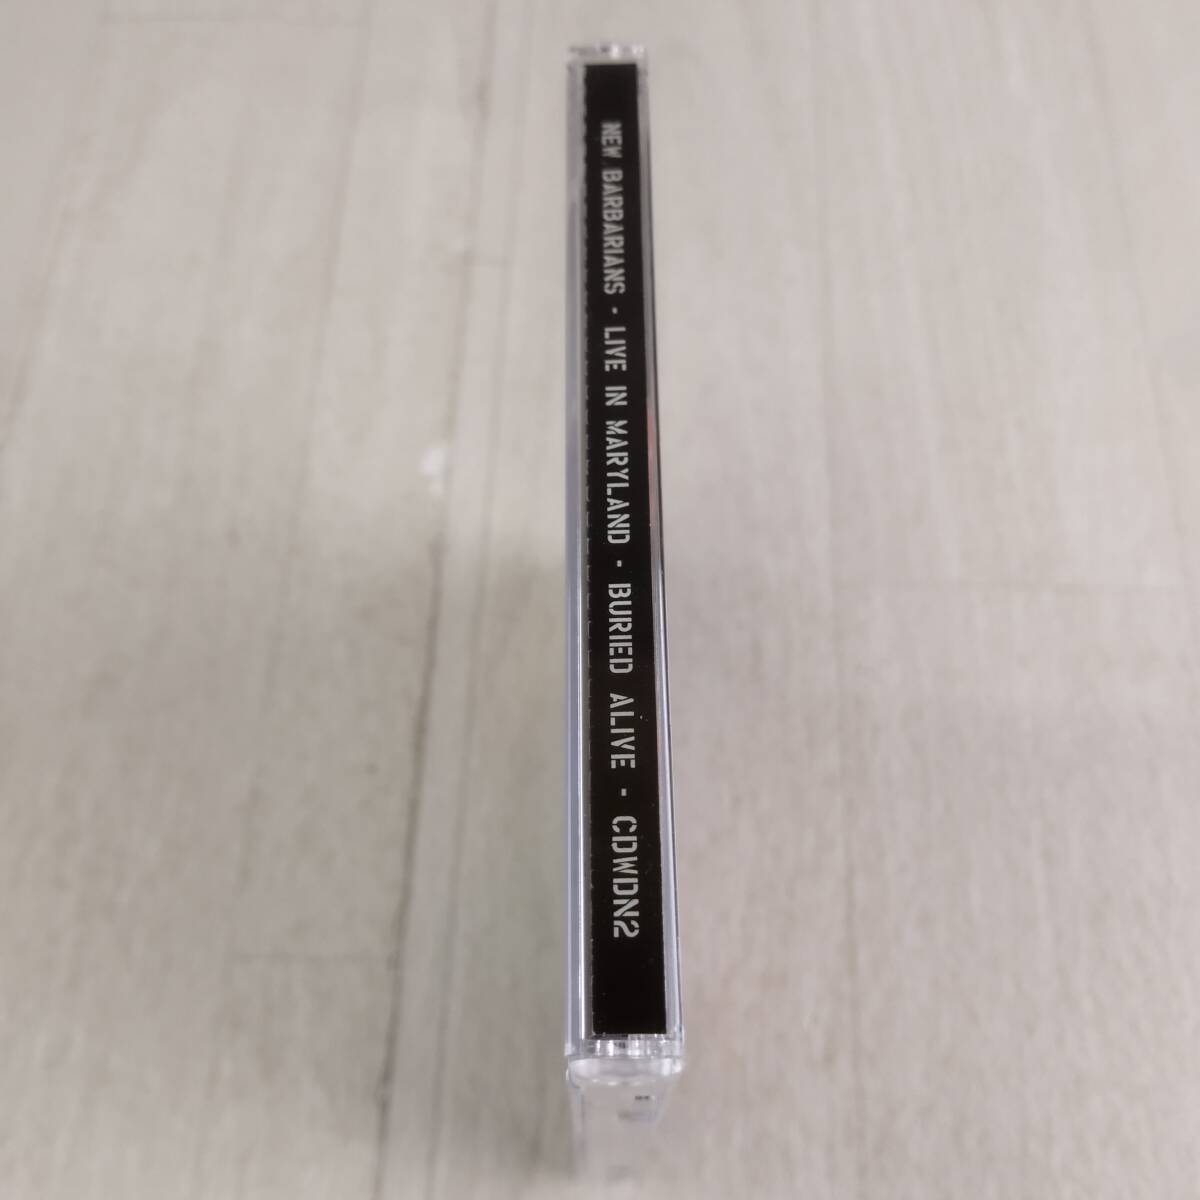 NEW BARBARIANS · LIVE IN MARYLAND · BURIED ALIVE · CDWDN2